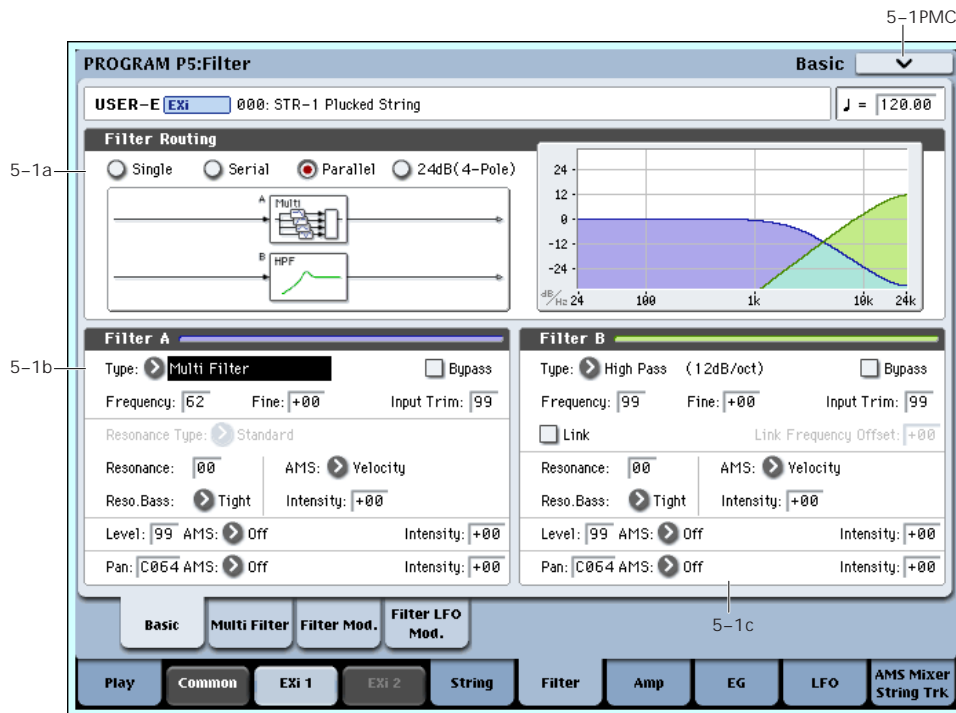 5–1PMC
PROGRAM P5:Filter
Basic
USER–E EXi 000: STR–1 Plucked String
♩ = 120.00
Filter Routing
5–1a
Single Serial Parallel 24dB(4-Pole)
A Multi
B HPF
24
12
0
-12
-24
dB/Hz 24 100 1k 10k 24k
5–1b
Filter A
Type: Multi Filter Bypass
Frequency: 62 Fine: +00 Input Trim: 99
Resonance Type: Standard
Resonance: 00 AMS: Velocity
Reso.Bass: Tight Intensity: +00
Level: 99 AMS: Off Intensity: +00
Pan: C064 AMS: Off Intensity: +00
Filter B
Type: High Pass (12dB/oct) Bypass
Frequency: 99 Fine: +00 Input Trim: 99
Link Link Frequency Offset: +00
Resonance: 00 AMS: Velocity
Reso.Bass: Tight Intensity: +00
Level: 99 AMS: Off Intensity: +00
Pan: C064 AMS: Off Intensity: +00
5–1c
Basic
Multi Filter
Filter Mod.
Filter LFO Mod.
Play
Common
EXi 1
EXi 2
String
Filter
Amp
EG
LFO
AMS Mixer
String Trk